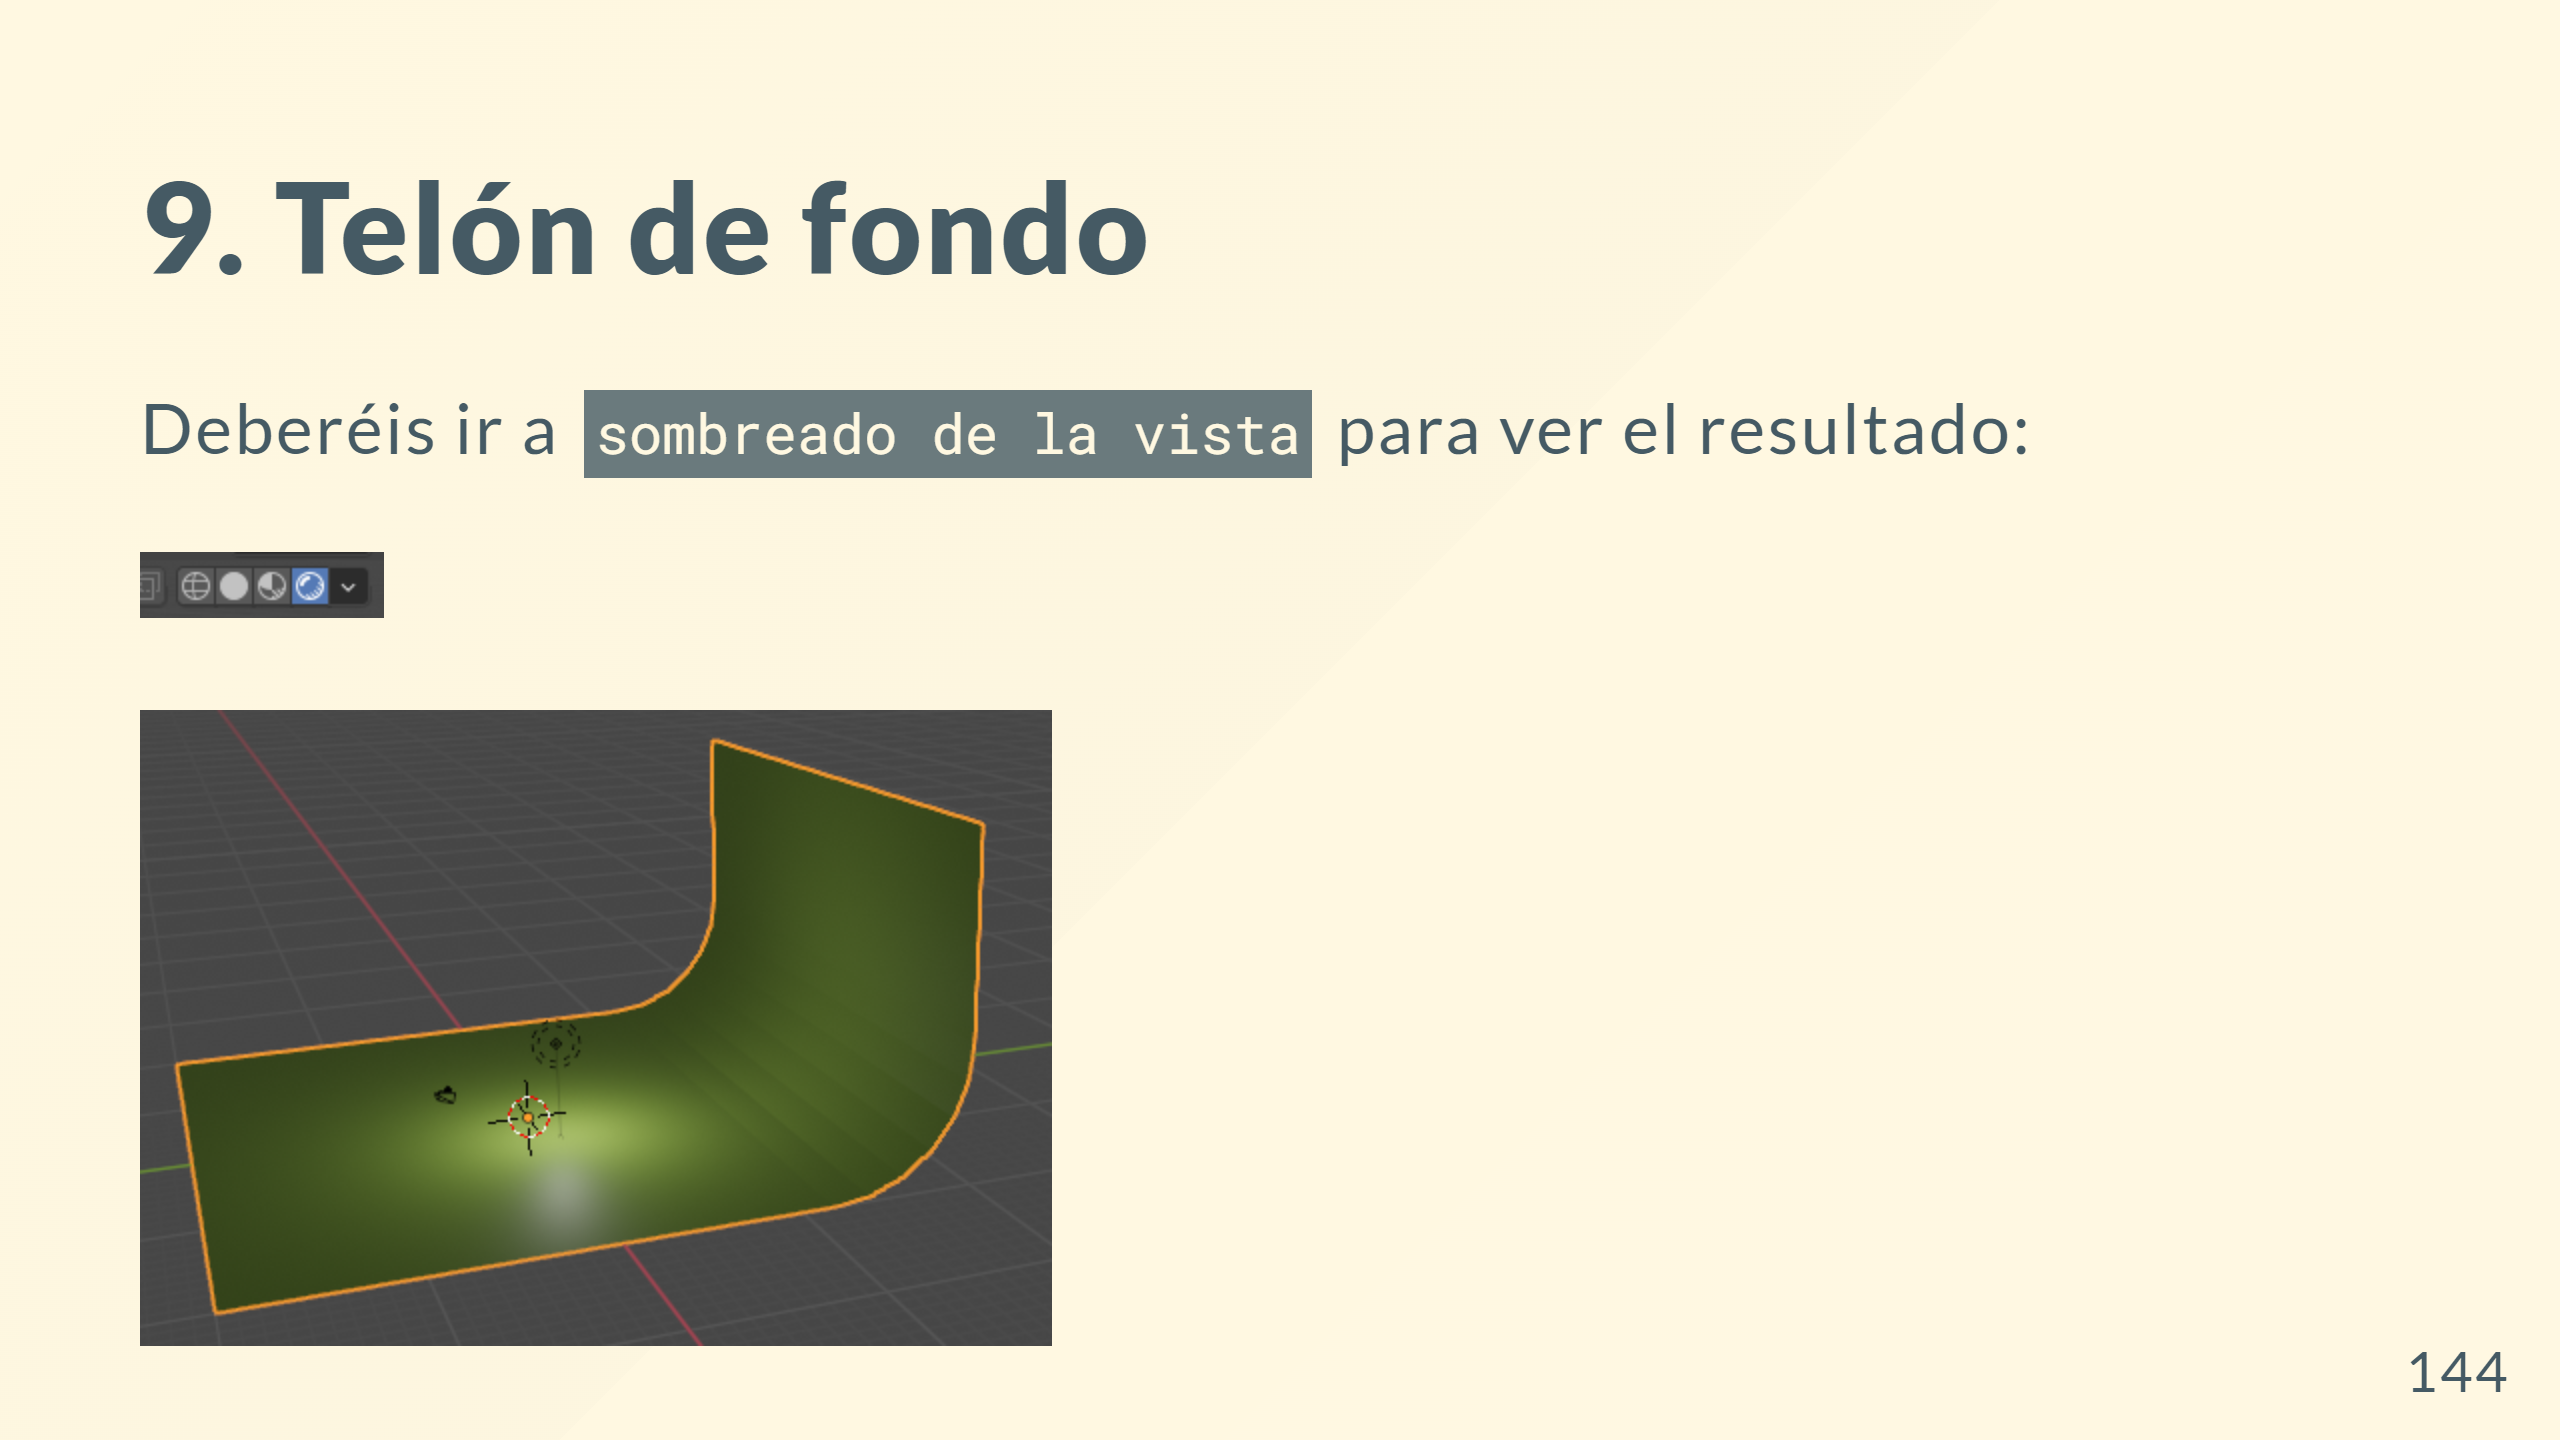 9. Telón de fondo
Deberéis ir a sombreado de la vista para ver el resultado:
144